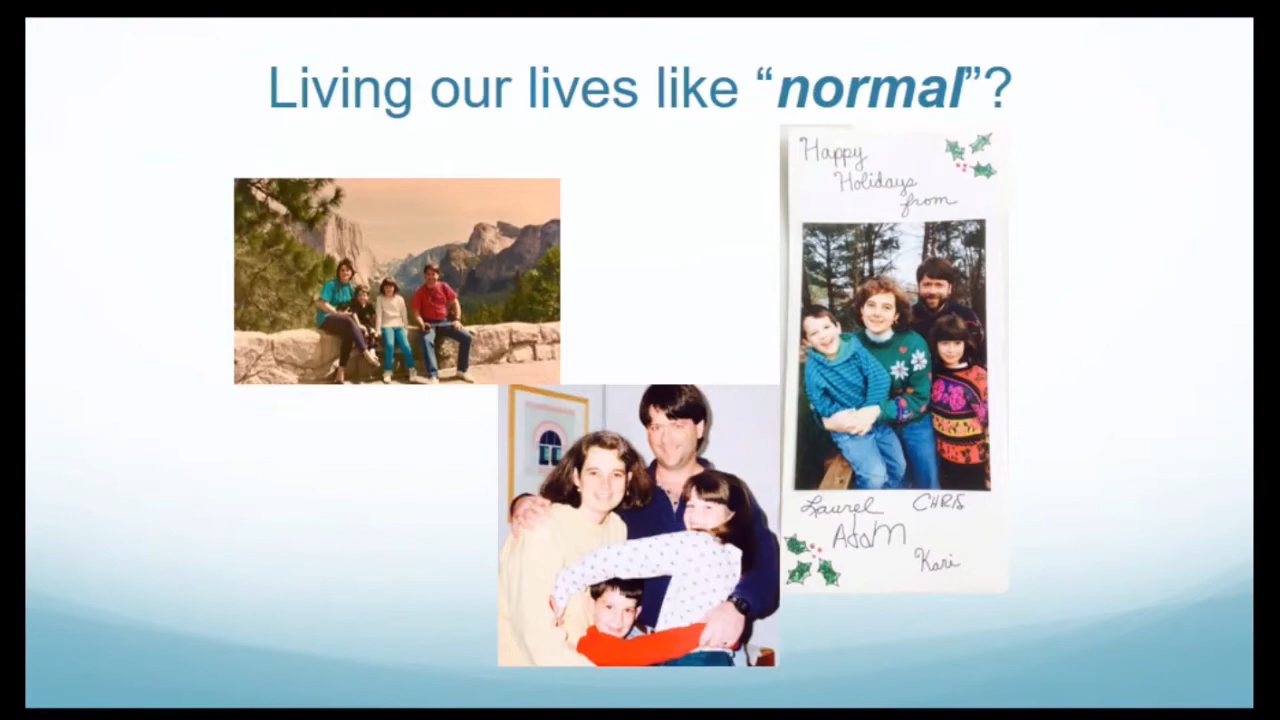 Living our lives like “normal”?
Happy
Holidays
from
Laurel CHRIS
AdaM
Kari